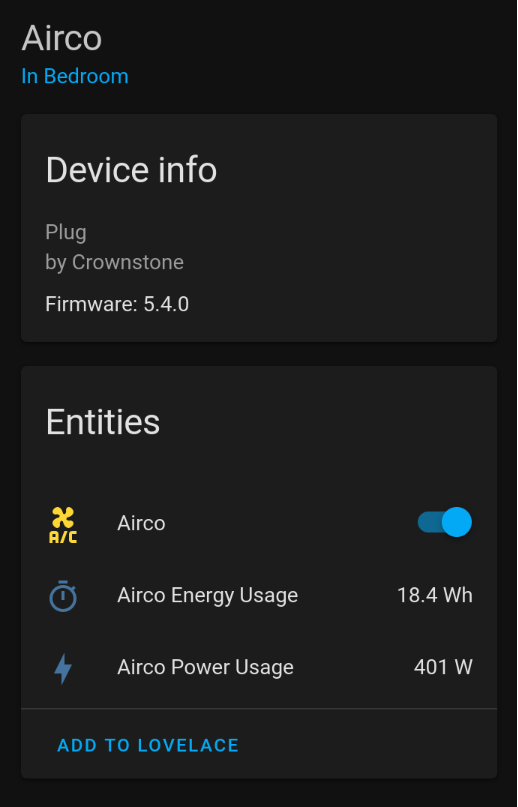 Airco
In Bedroom
Device info
Plug
by Crownstone
Firmware: 5.4.0
Entities
A/C
Airco
Airco Energy Usage 18.4 Wh
Airco Power Usage 401 W
ADD TO LOVELACE